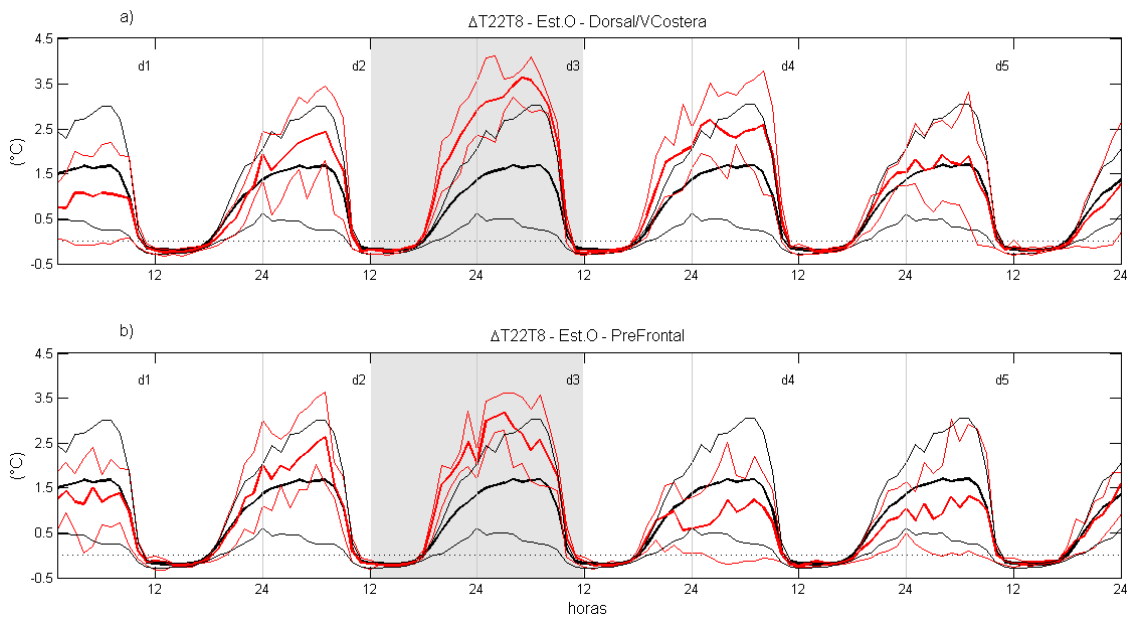 a)
ΔT22T8 - Est.O - Dorsal/VCostera
4.5
3.5
2.5
1.5
0.5
-0.5
(°C)
d1
d2
d3
d4
d5
12
24
12
24
12
24
12
24
12
24
b)
ΔT22T8 - Est.O - PreFrontal
4.5
3.5
2.5
1.5
0.5
-0.5
(°C)
d1
d2
d3
d4
d5
12
24
12
24
12
24
12
24
12
24
horas